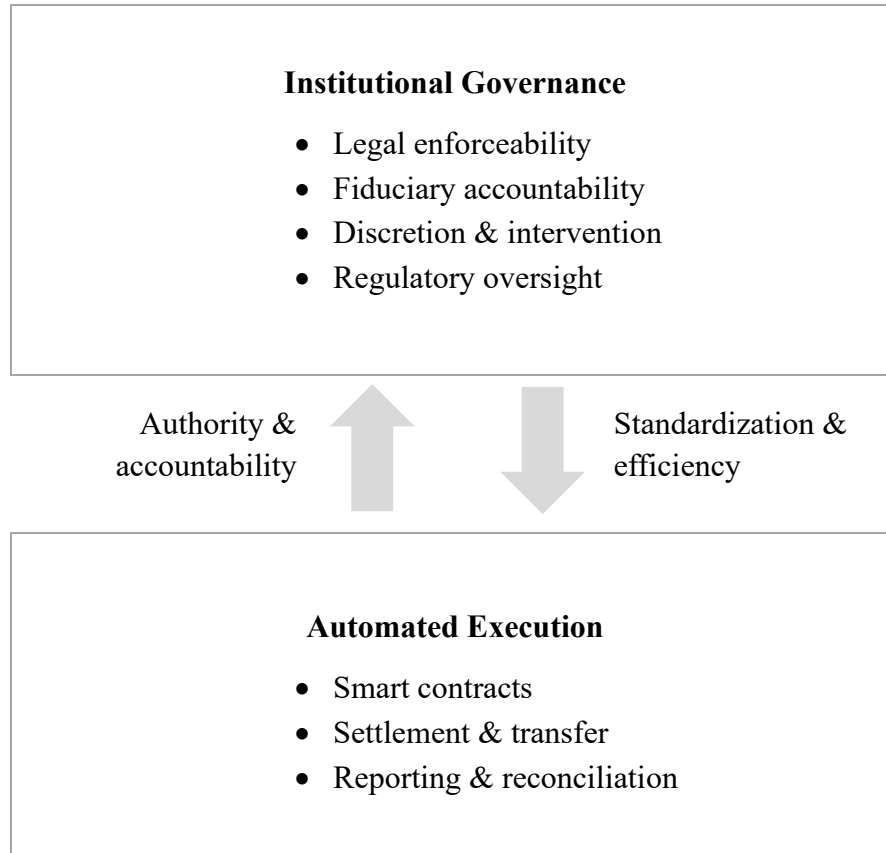 Institutional Governance
• Legal enforceability
• Fiduciary accountability
• Discretion & intervention
• Regulatory oversight
Authority &
accountability
Standardization &
efficiency
Automated Execution
• Smart contracts
• Settlement & transfer
• Reporting & reconciliation